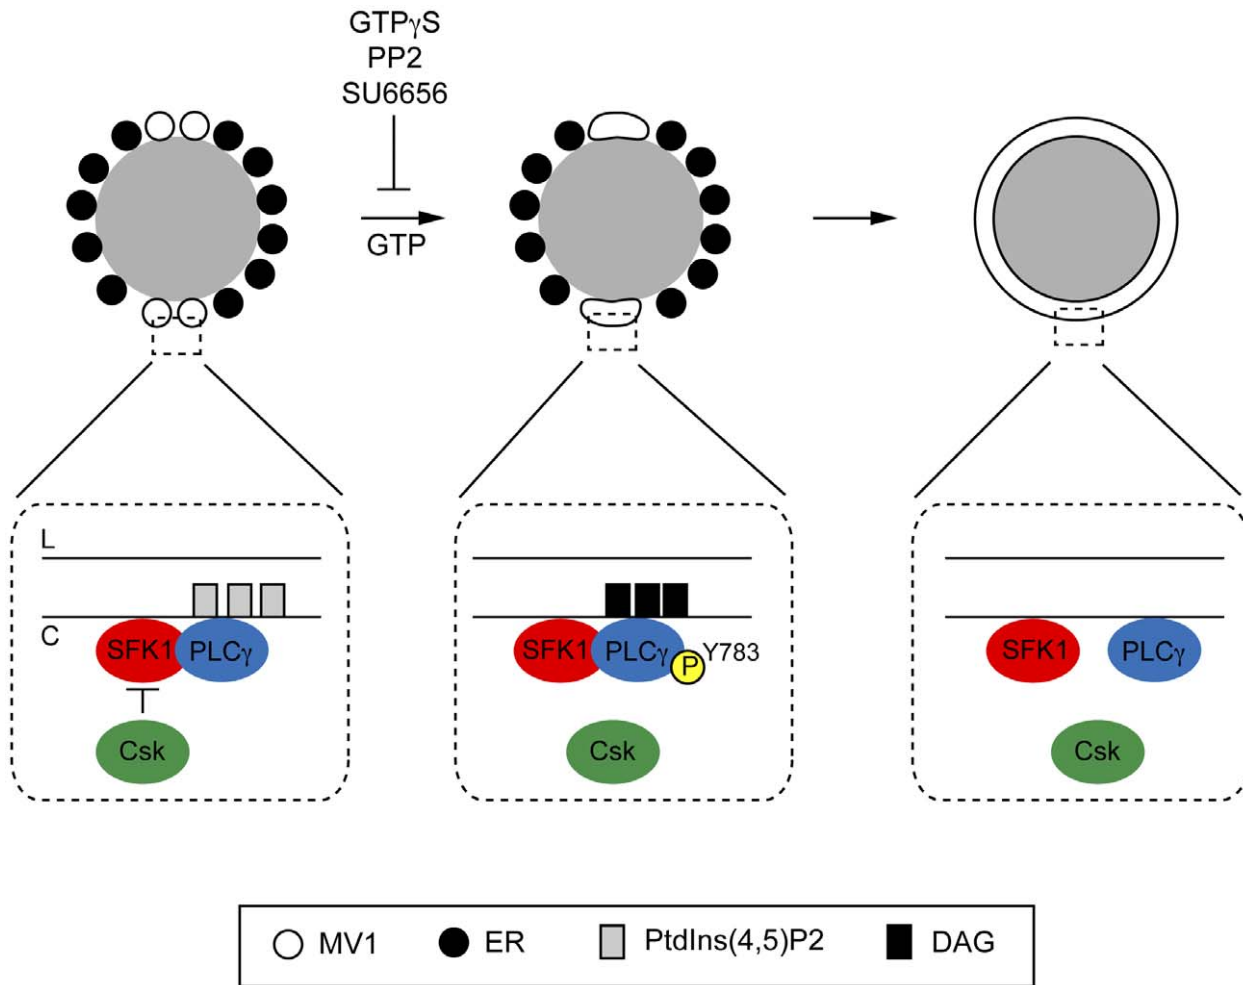 GTPγS
PP2
SU6656
GTP
L
C
SFK1
PLCγ
Csk
SFK1
PLCγ
P
Y783
Csk
SFK1
PLCγ
Csk
MV1
ER
PtdIns(4,5)P2
DAG